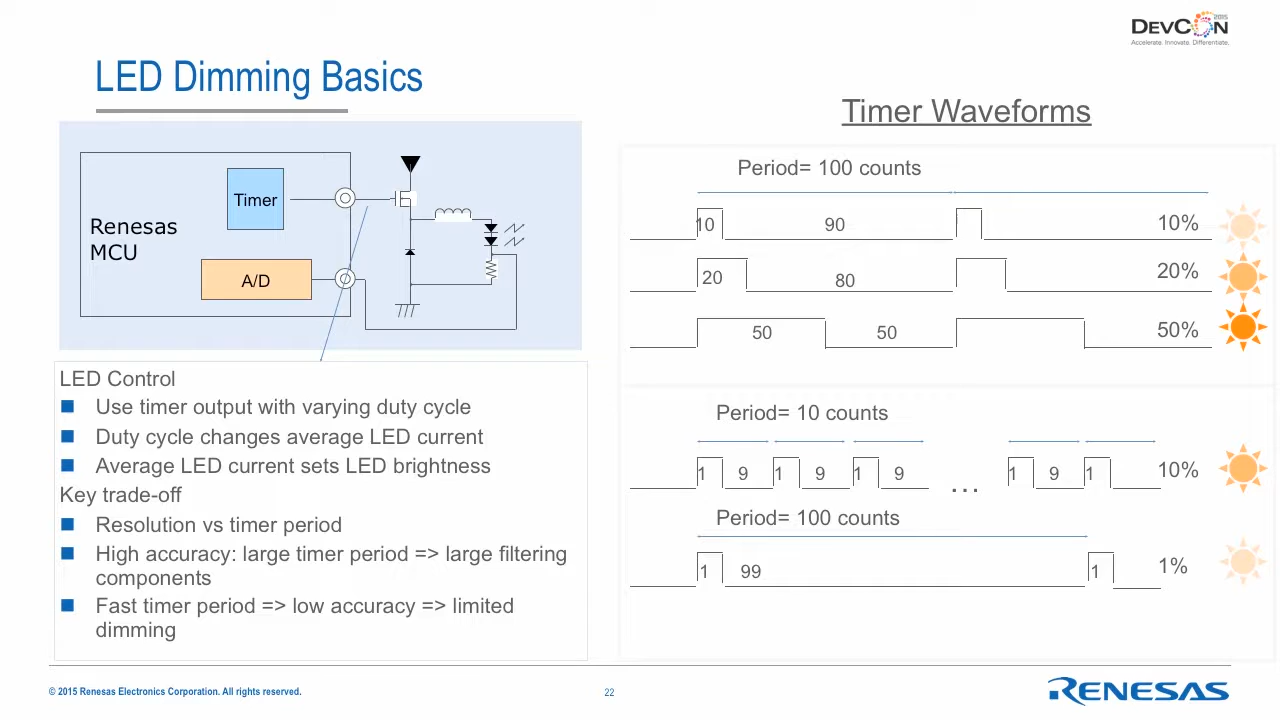 DevCon 2015
Accelerate. Innovate. Differentiate.
LED Dimming Basics
Timer
Renesas
MCU
A/D
LED Control
Use timer output with varying duty cycle
Duty cycle changes average LED current
Average LED current sets LED brightness
Key trade-off
Resolution vs timer period
High accuracy: large timer period => large filtering
components
Fast timer period => low accuracy => limited
dimming
Timer Waveforms
Period= 100 counts
10 90 10%
20 80 20%
50 50 50%
Period= 10 counts
1 9 1 9 1 9 ... 1 9 1 10%
Period= 100 counts
1 99 1 1%
© 2015 Renesas Electronics Corporation. All rights reserved.
22
RENESAS